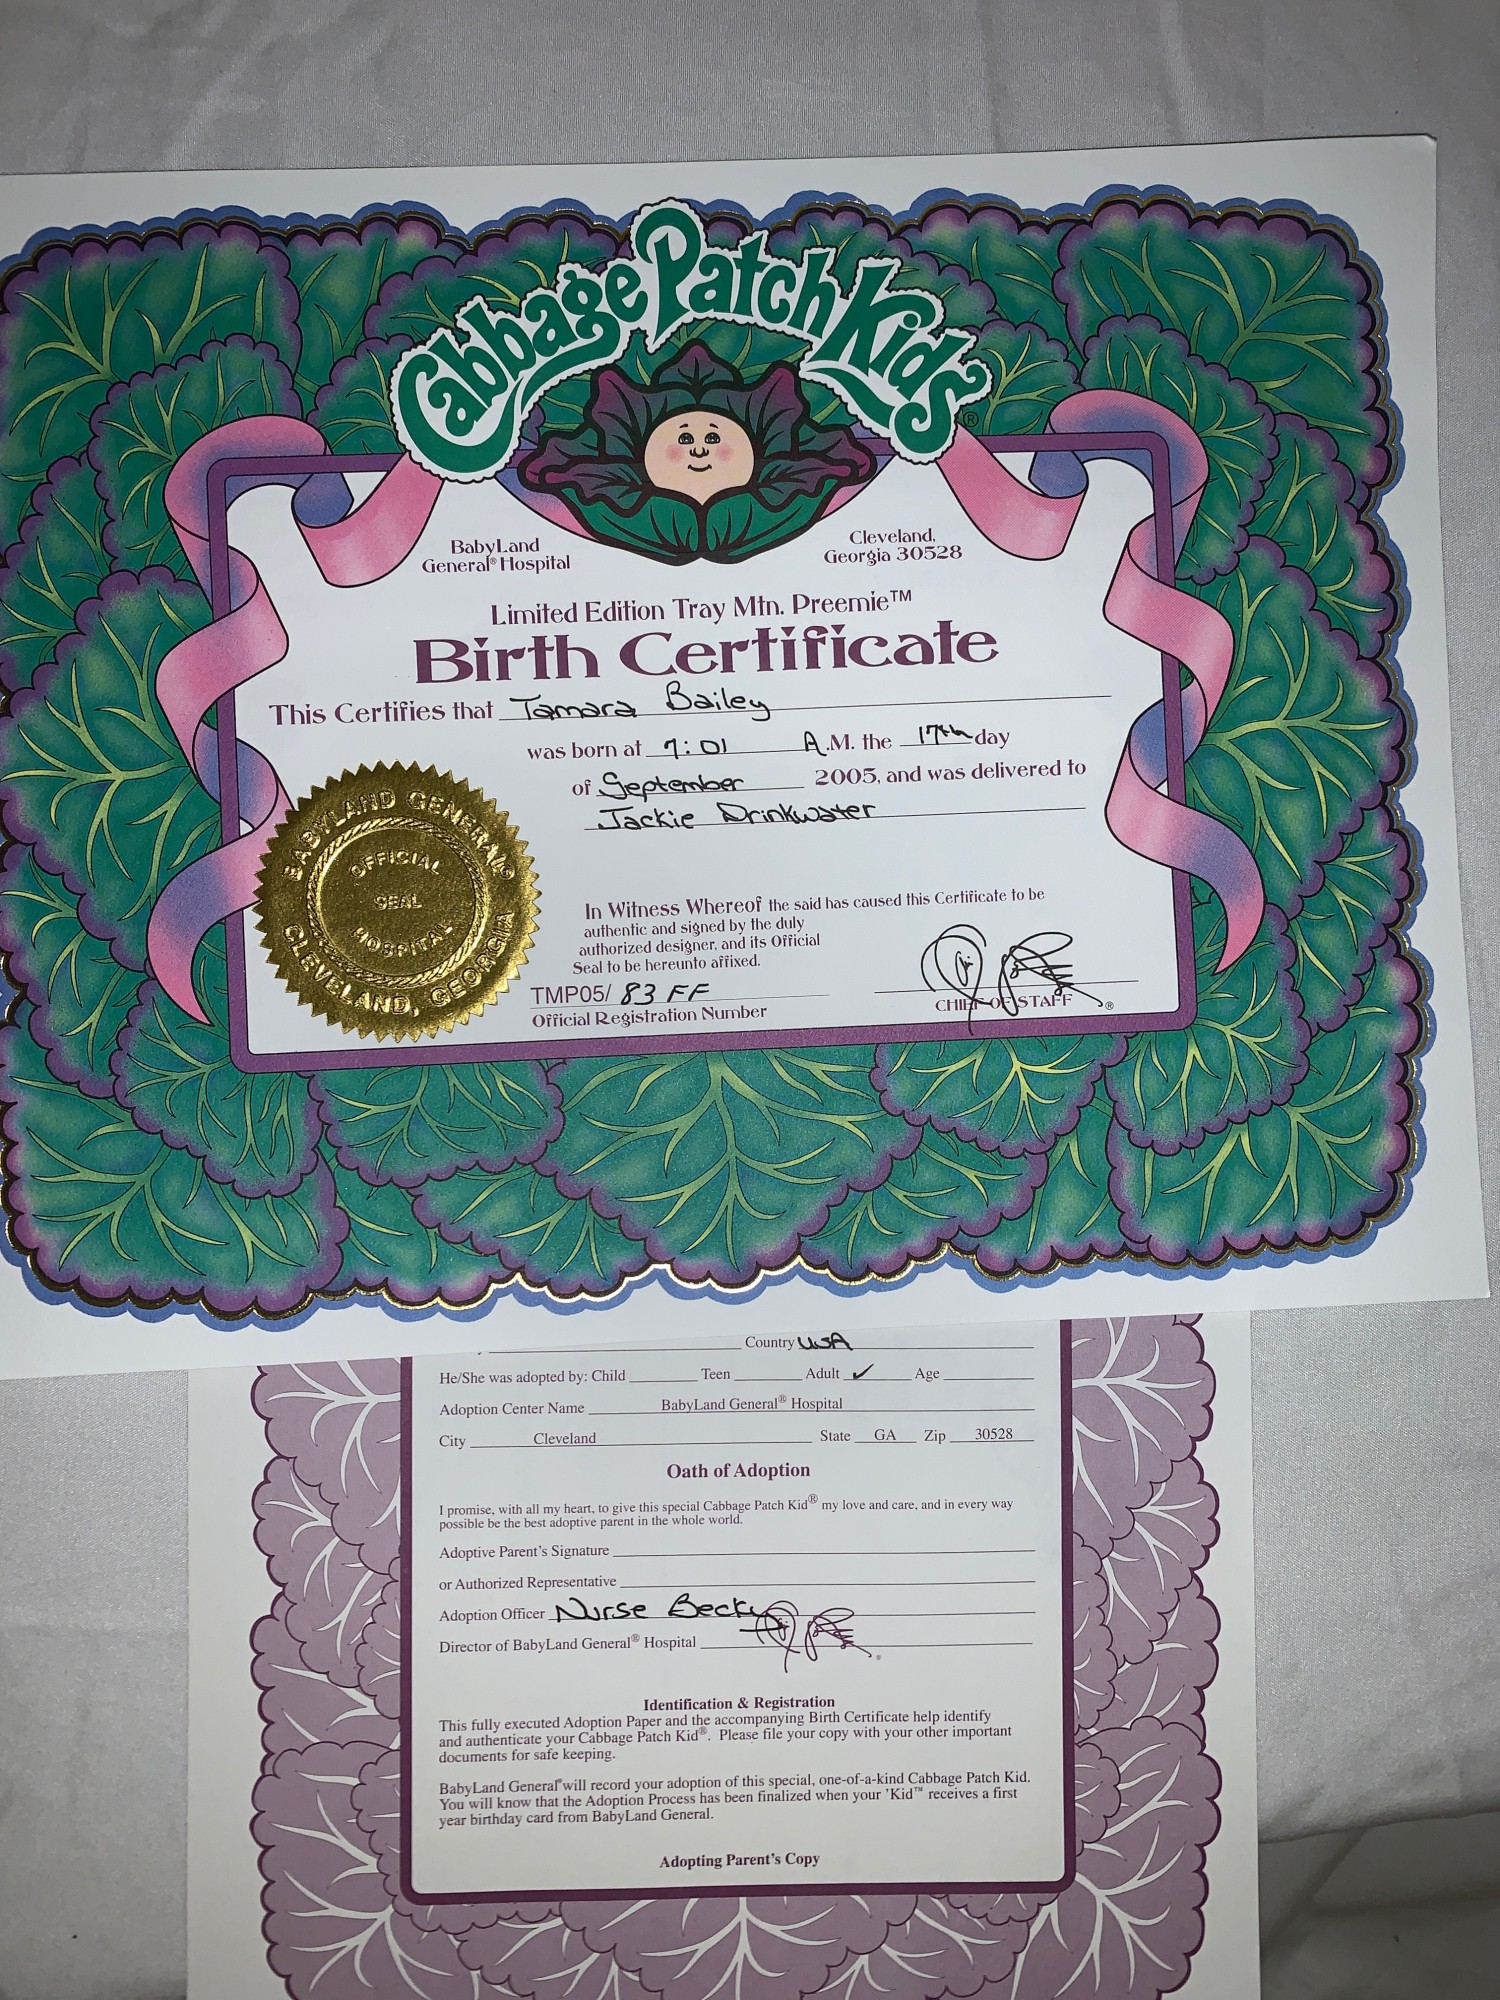 Cabbage Patch Kids®
BabyLand
General® Hospital
Cleveland,
Georgia 30528
Limited Edition Tray Mtn. Preemie™
Birth Certificate
This Certifies that Tamara Bailey
was born at 7:01 A.M. the 17th day
of September 2005, and was delivered to
Jackie Drinkwater
BABYLAND GENERAL®
OFFICIAL
SEAL
HOSPITAL
CLEVELAND, GEORGIA
In Witness Whereof the said has caused this Certificate to be
authentic and signed by the duly
authorized designer, and its Official
Seal to be hereunto affixed.
TMP05/ 83 FF
Official Registration Number
CHIEF OF STAFF ®
Country USA
He/She was adopted by: Child Teen Adult ✓ Age
Adoption Center Name BabyLand General® Hospital
City Cleveland State GA Zip 30528
Oath of Adoption
I promise, with all my heart, to give this special Cabbage Patch Kid® my love and care, and in every way
possible be the best adoptive parent in the whole world.
Adoptive Parent's Signature
or Authorized Representative
Adoption Officer Nurse Becky
Director of BabyLand General® Hospital
Identification & Registration
This fully executed Adoption Paper and the accompanying Birth Certificate help identify
and authenticate your Cabbage Patch Kid®. Please file your copy with your other important
documents for safe keeping.
BabyLand General® will record your adoption of this special, one-of-a-kind Cabbage Patch Kid.
You will know that the Adoption Process has been finalized when your 'Kid™ receives a first
year birthday card from BabyLand General.
Adopting Parent's Copy